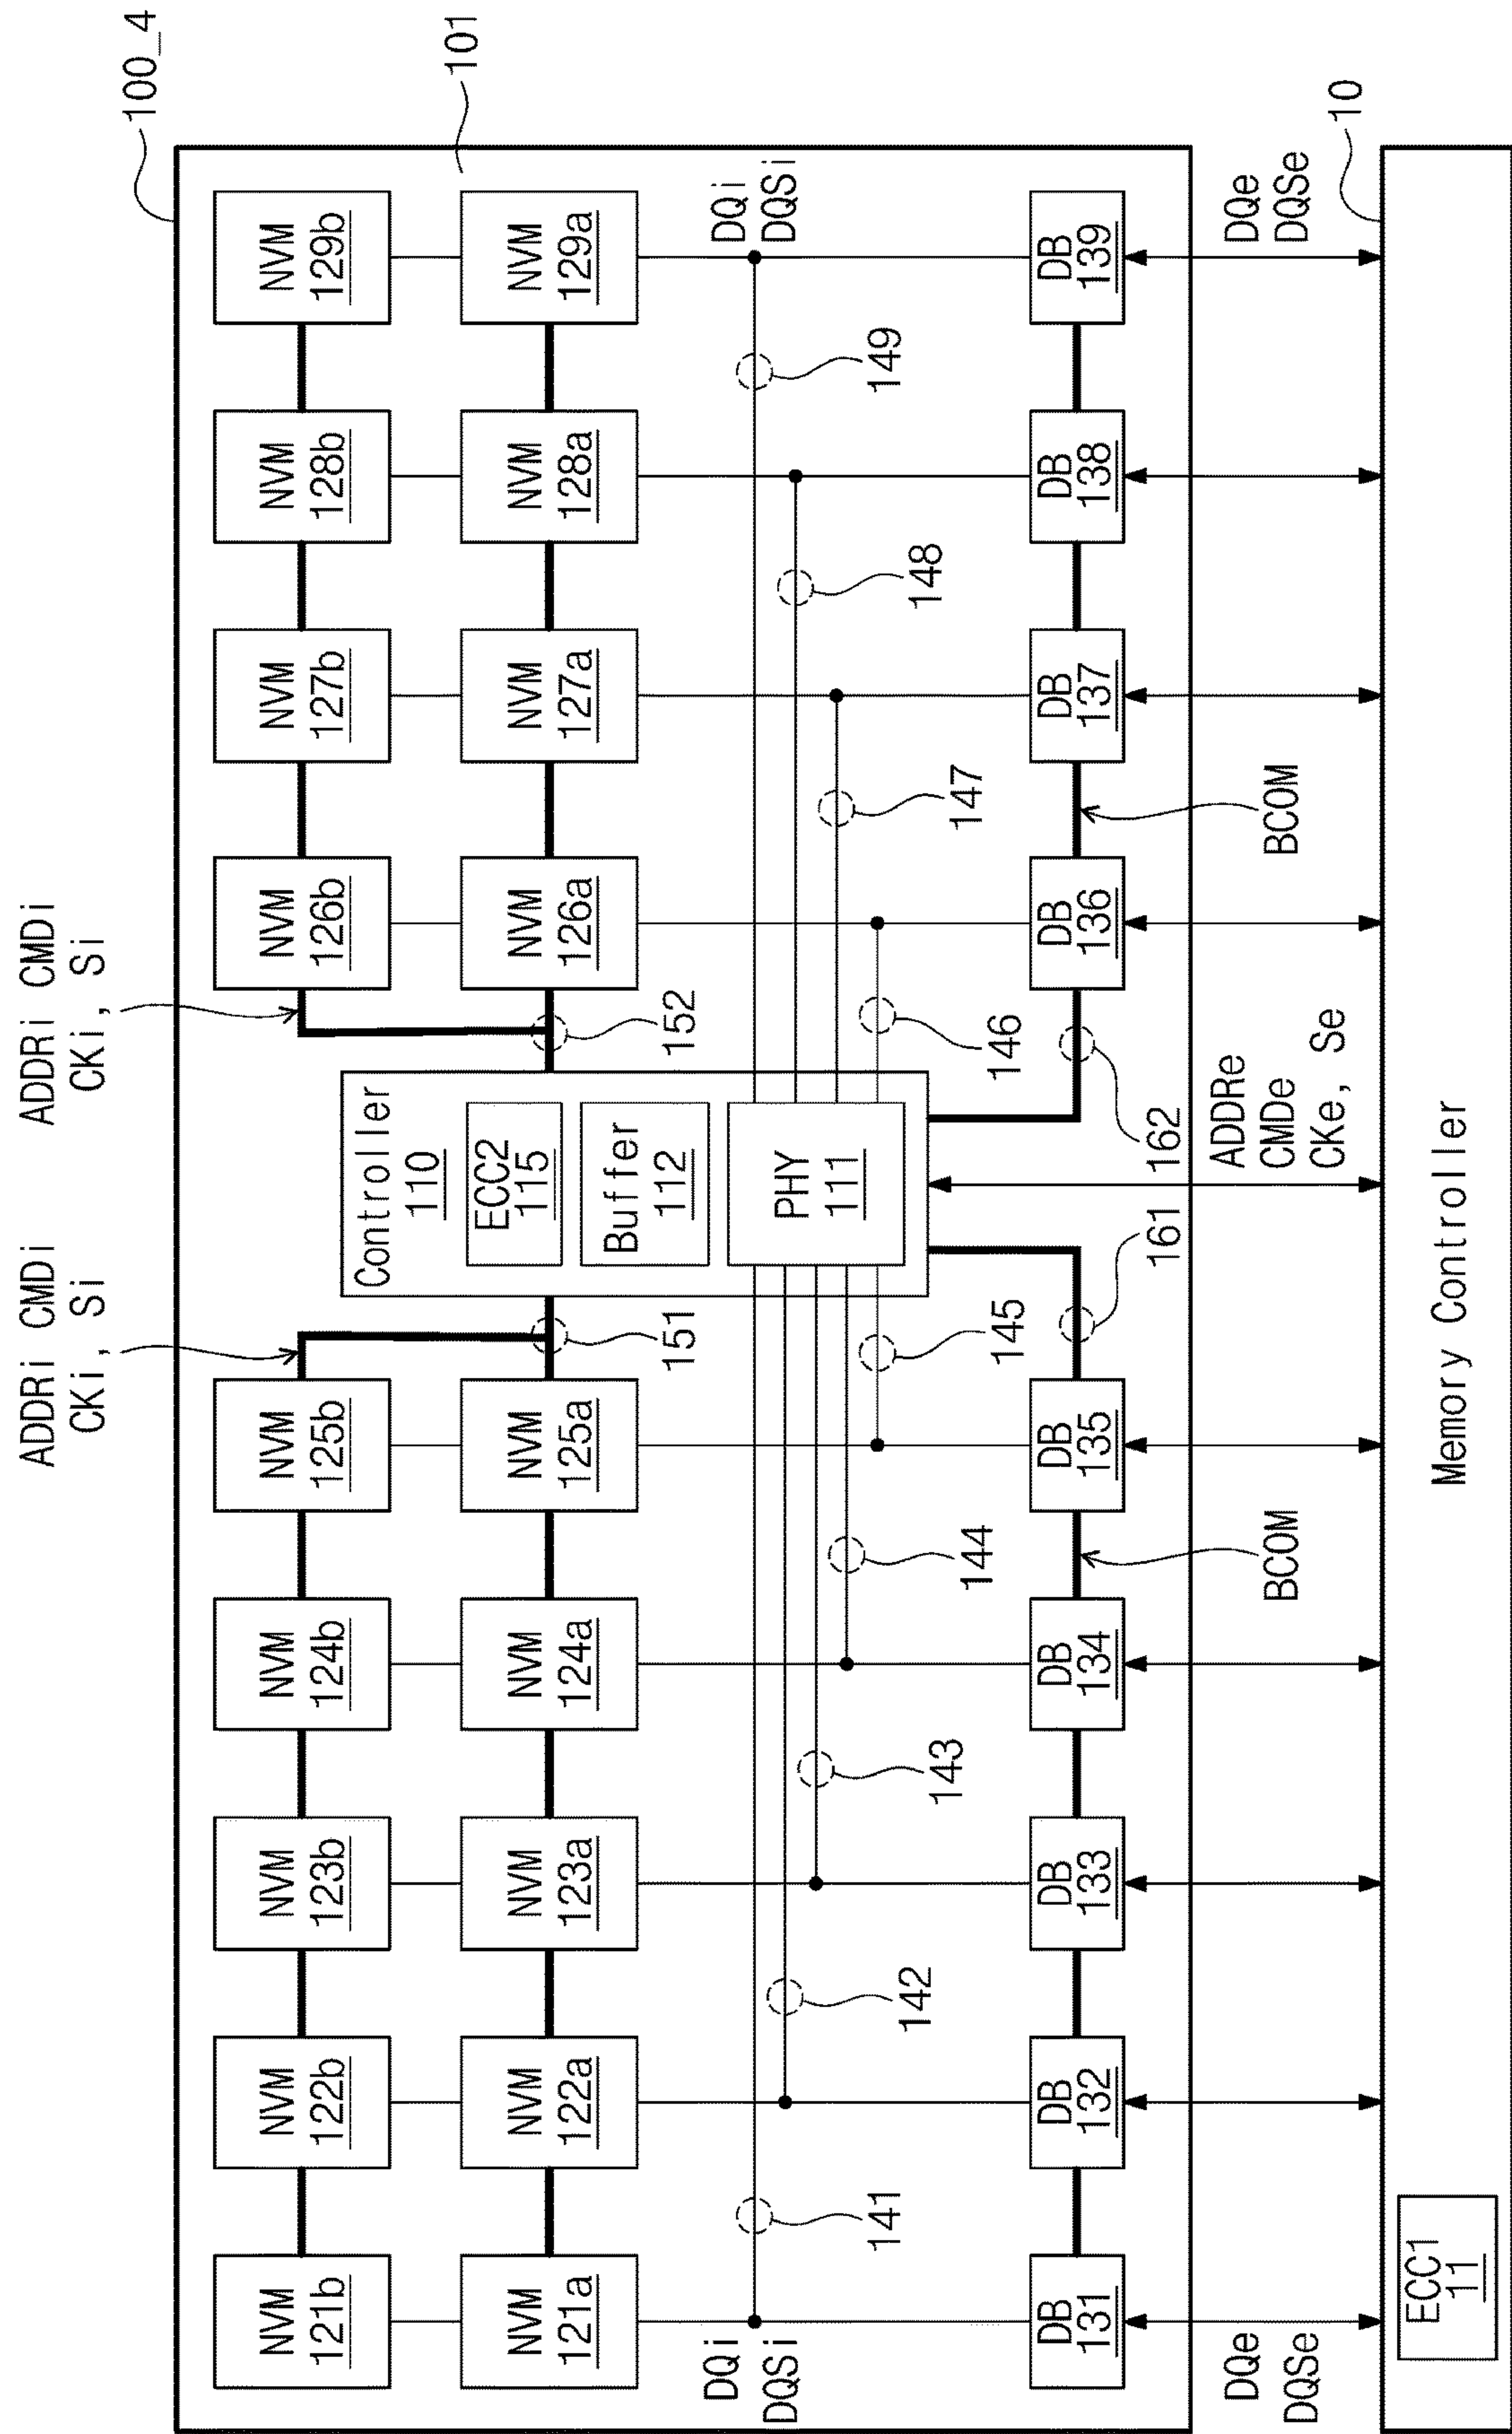 100_4
101
ADDRi CMDi
CKi, Si
ADDRi CMDi
CKi, Si
NVM
121b
NVM
122b
NVM
123b
NVM
124b
NVM
125b
NVM
126b
NVM
127b
NVM
128b
NVM
129b
NVM
121a
NVM
122a
NVM
123a
NVM
124a
NVM
125a
NVM
126a
NVM
127a
NVM
128a
NVM
129a
151
152
Controller
110
ECC2
115
Buffer
112
PHY
111
DQi
DQSi
DQi
DQSi
141
142
143
144
145
146
147
148
149
DB
131
DB
132
DB
133
DB
134
DB
135
DB
136
DB
137
DB
138
DB
139
161
162
BCOM
BCOM
DQe
DQSe
ADDRe
CMDe
CKe, Se
DQe
DQSe
10
ECC1
11
Memory Controller